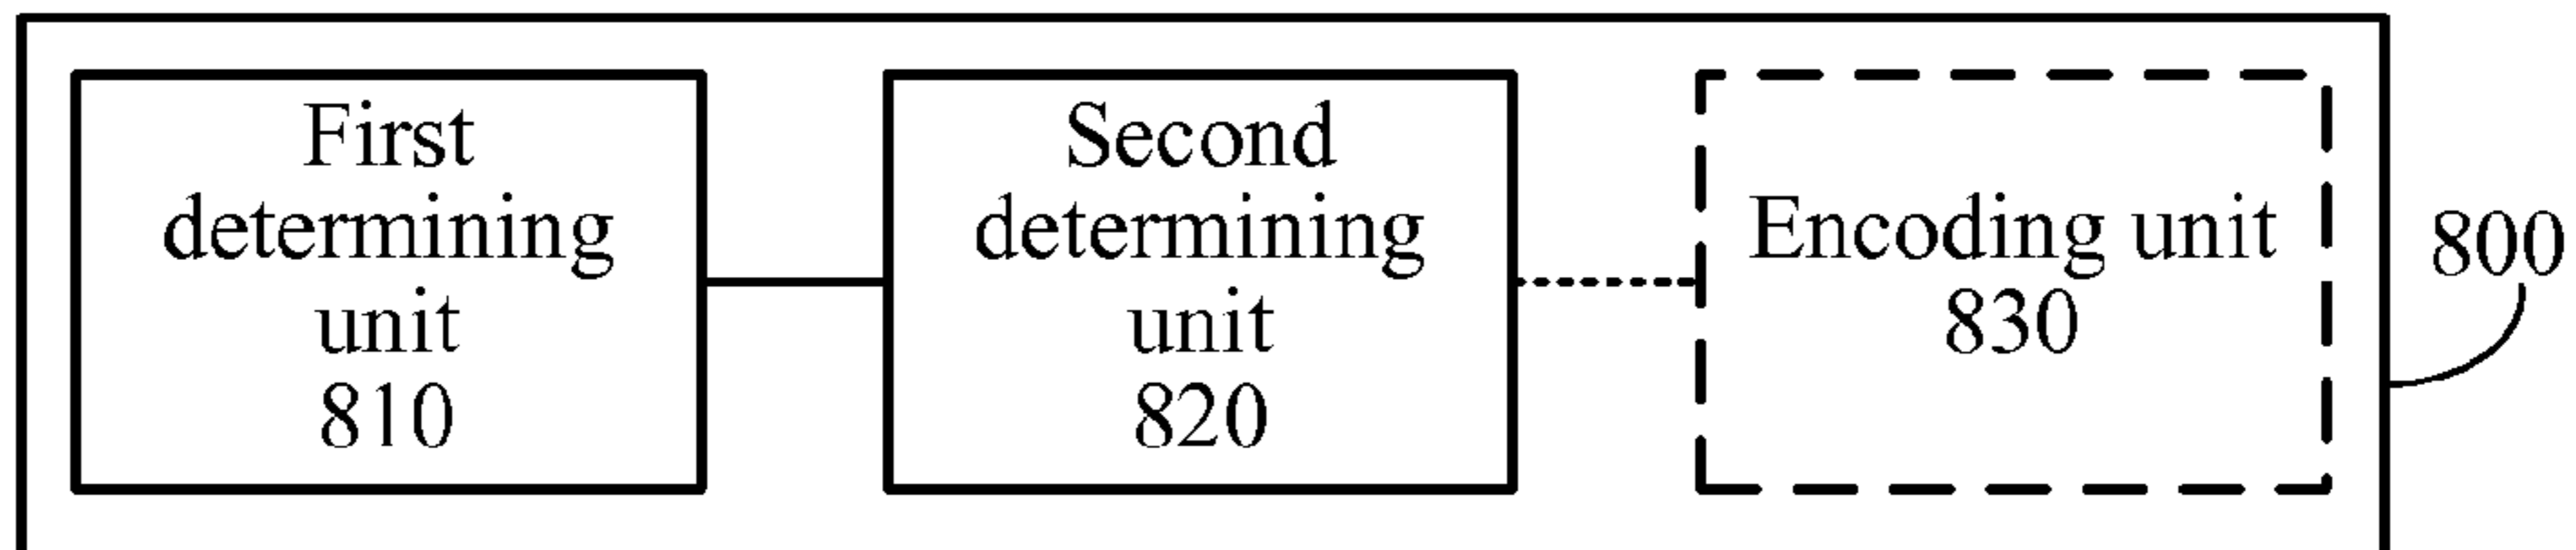 First
determining
unit
810
Second
determining
unit
820
Encoding unit
830
800